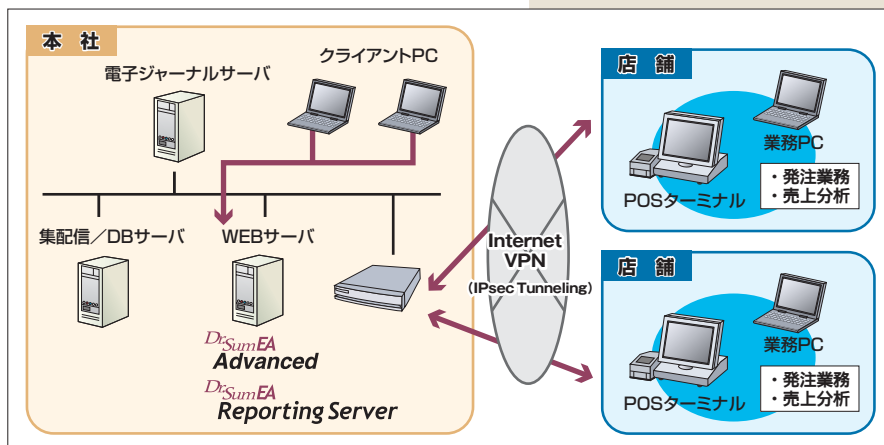 本 社
クライアントPC
電子ジャーナルサーバ
集配信／DBサーバ
WEBサーバ
Dr.Sum EA
Advanced
Dr.Sum EA
Reporting Server
Internet
VPN
(IPsec Tunneling)
店 舗
業務PC
POSターミナル
・発注業務
・売上分析
店 舗
業務PC
POSターミナル
・発注業務
・売上分析